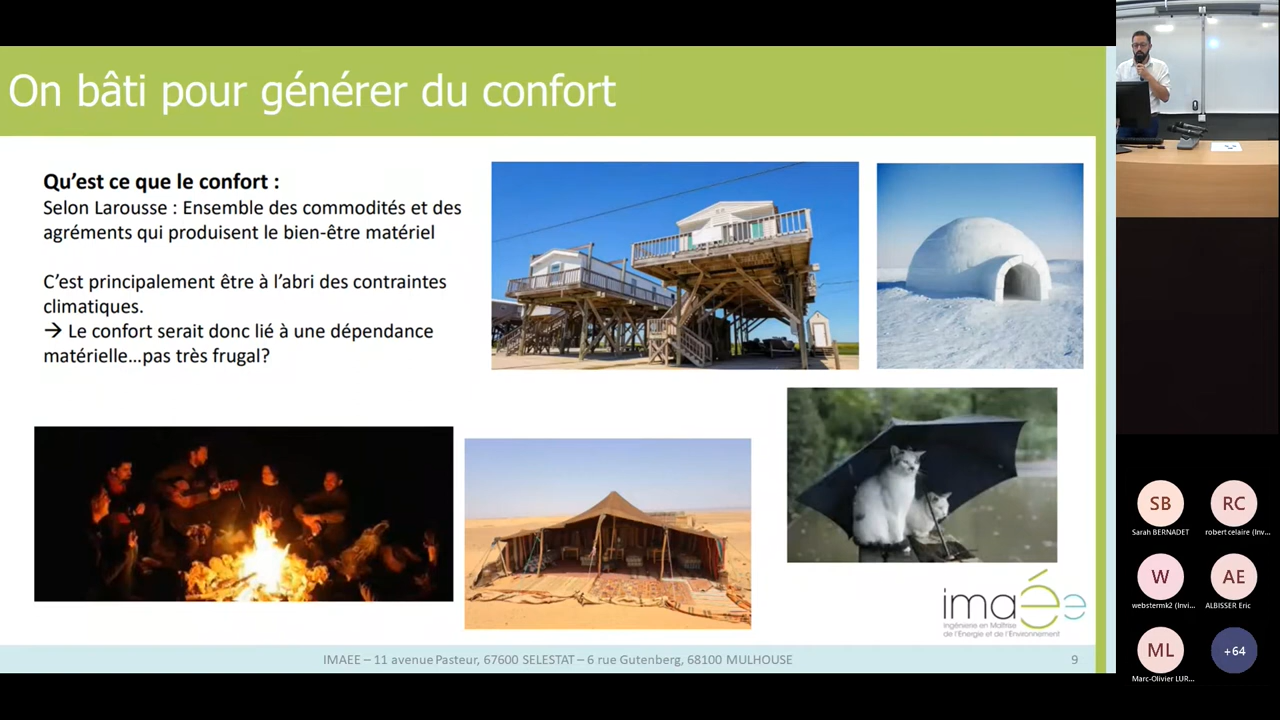 On bâti pour générer du confort
Qu'est ce que le confort :
Selon Larousse : Ensemble des commodités et des
agréments qui produisent le bien-être matériel
C'est principalement être à l'abri des contraintes
climatiques.
→ Le confort serait donc lié à une dépendance
matérielle...pas très frugal?
imaÉe
Ingénierie en Maîtrise
de l'Energie et de l'Environnement
IMAEE – 11 avenue Pasteur, 67600 SELESTAT – 6 rue Gutenberg, 68100 MULHOUSE
9
SB
RC
Sarah BERNADET
robert celaire (Inv...
W
AE
webstermk2 (Invi...
ALBISSER Eric
ML
+64
Marc-Olivier LUR...